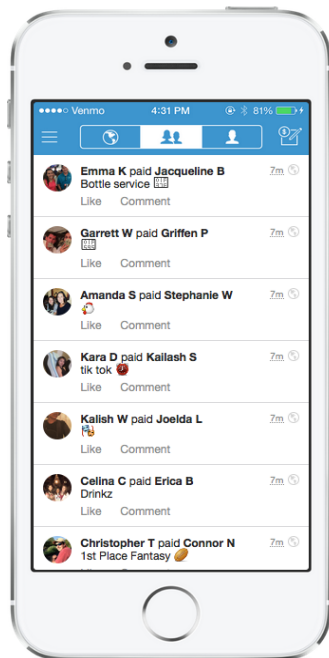 Venmo 4:31 PM 81%
Emma K paid Jacqueline B 7m
Bottle service
Like Comment
Garrett W paid Griffen P 7m
Like Comment
Amanda S paid Stephanie W 7m
Like Comment
Kara D paid Kailash S 7m
tik tok
Like Comment
Kalish W paid Joelda L 7m
Like Comment
Celina C paid Erica B 7m
Drinkz
Like Comment
Christopher T paid Connor N 7m
1st Place Fantasy 🏉